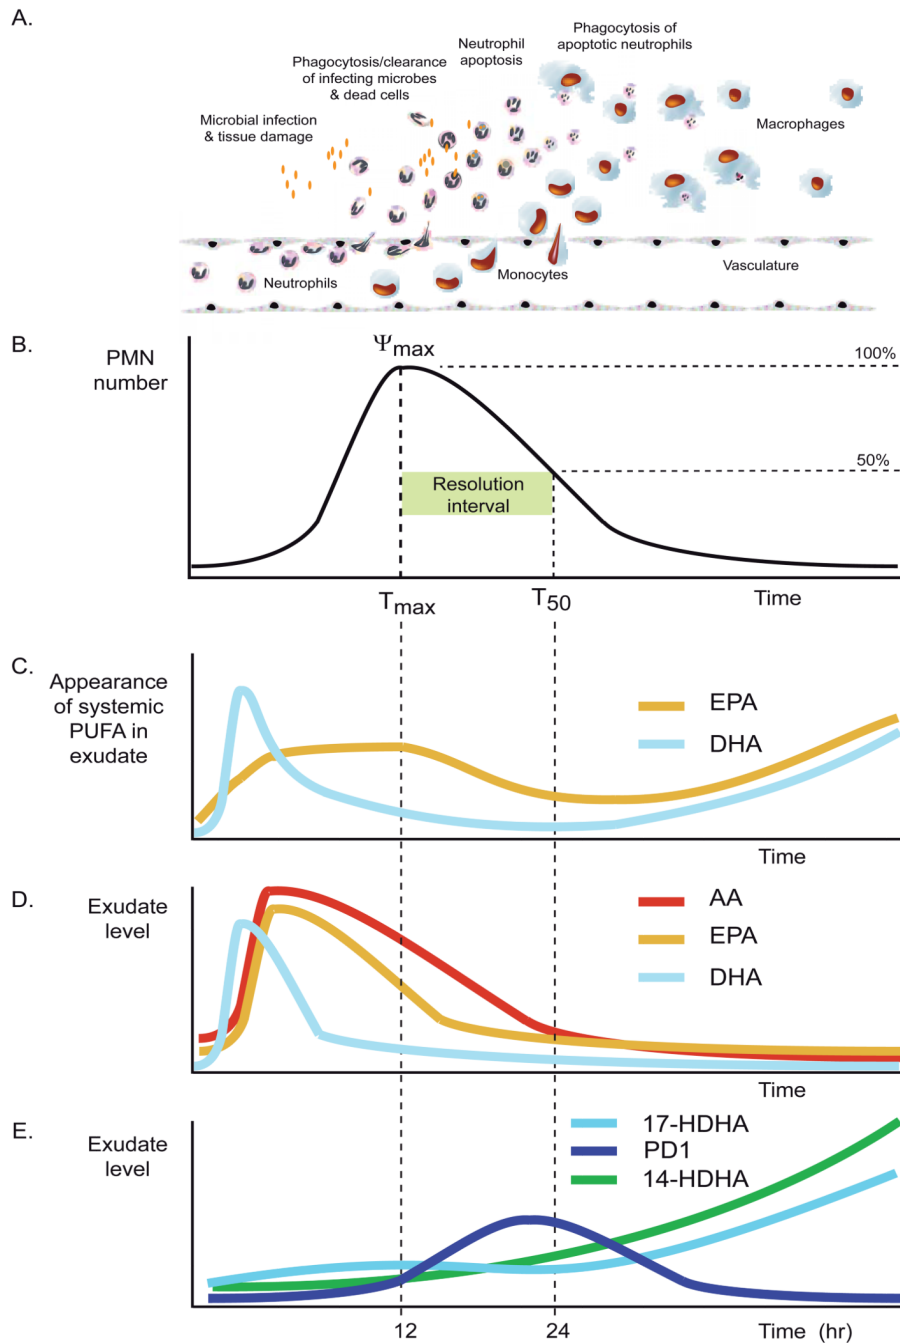 A.
Phagocytosis of
apoptotic neutrophils
Neutrophil
apoptosis
Phagocytosis/clearance
of infecting microbes
& dead cells
Microbial infection
& tissue damage
Macrophages
Vasculature
Monocytes
Neutrophils
B.
PMN
number
Ψmax
100%
50%
Resolution
interval
Tmax
T50
Time
C.
Appearance
of systemic
PUFA in
exudate
EPA
DHA
Time
D.
Exudate
level
AA
EPA
DHA
Time
E.
Exudate
level
17-HDHA
PD1
14-HDHA
12
24
Time (hr)